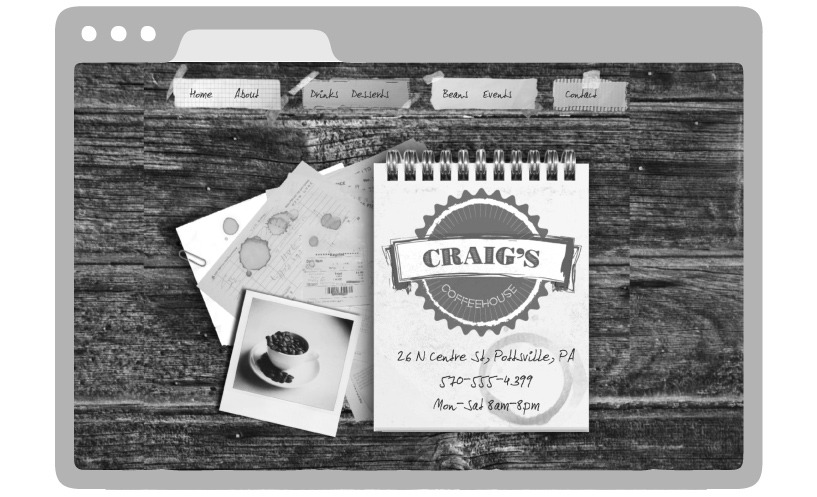 Home About Drinks Desserts Beans Events Contact
CRAIG'S
COFFEEHOUSE
26 N Centre St, Pottsville, PA
570-555-4399
Mon-Sat 8am-8pm